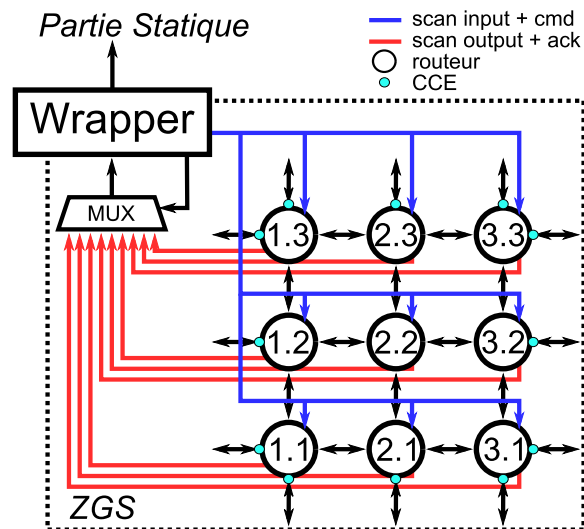 Partie Statique
scan input + cmd
scan output + ack
routeur
CCE
Wrapper
MUX
1.3 2.3 3.3
1.2 2.2 3.2
1.1 2.1 3.1
ZGS